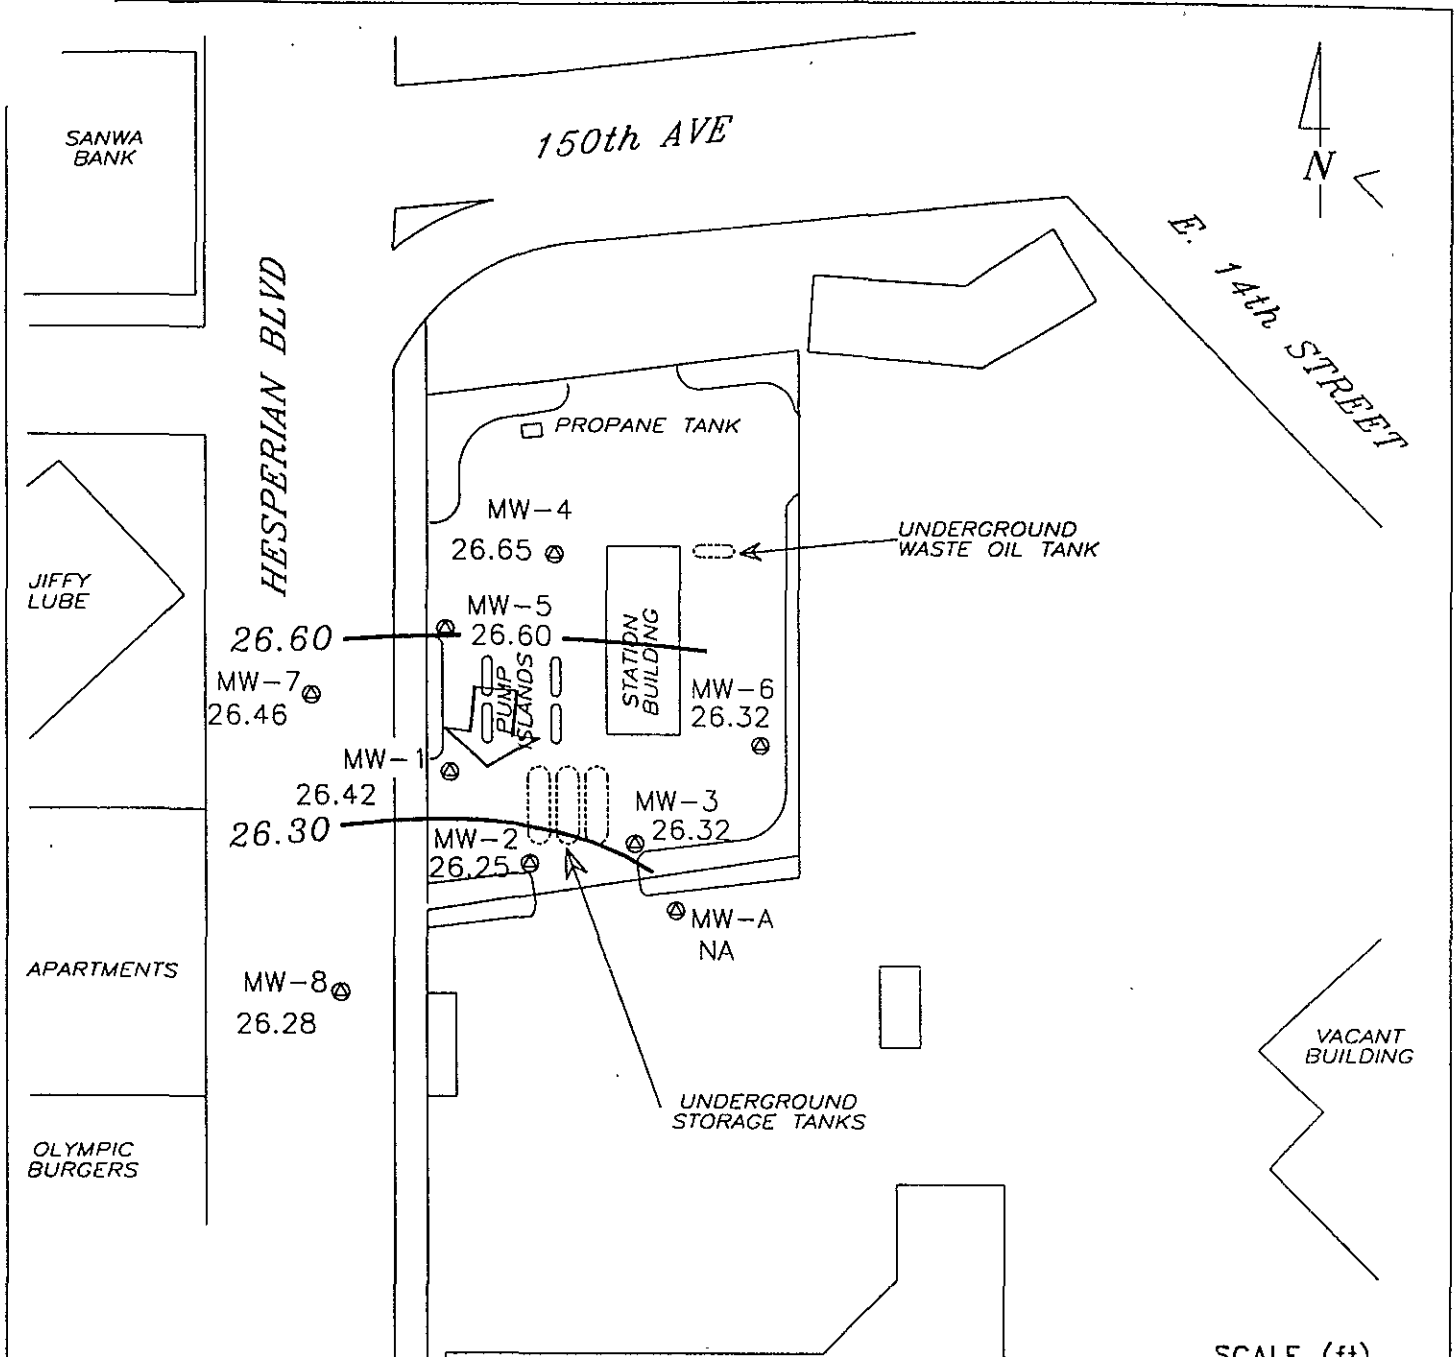 SANWA
BANK
150th AVE
N
E. 14th STREET
HESPERIAN BLVD
PROPANE TANK
MW-4
26.65
UNDERGROUND
WASTE OIL TANK
JIFFY
LUBE
MW-5
26.60
26.60
STATION
BUILDING
PUMP
ISLANDS
MW-7
26.46
MW-6
26.32
MW-1
26.42
26.30
MW-3
26.32
MW-2
26.25
MW-A
NA
APARTMENTS
MW-8
26.28
VACANT
BUILDING
UNDERGROUND
STORAGE TANKS
OLYMPIC
BURGERS
SCALE (ft)